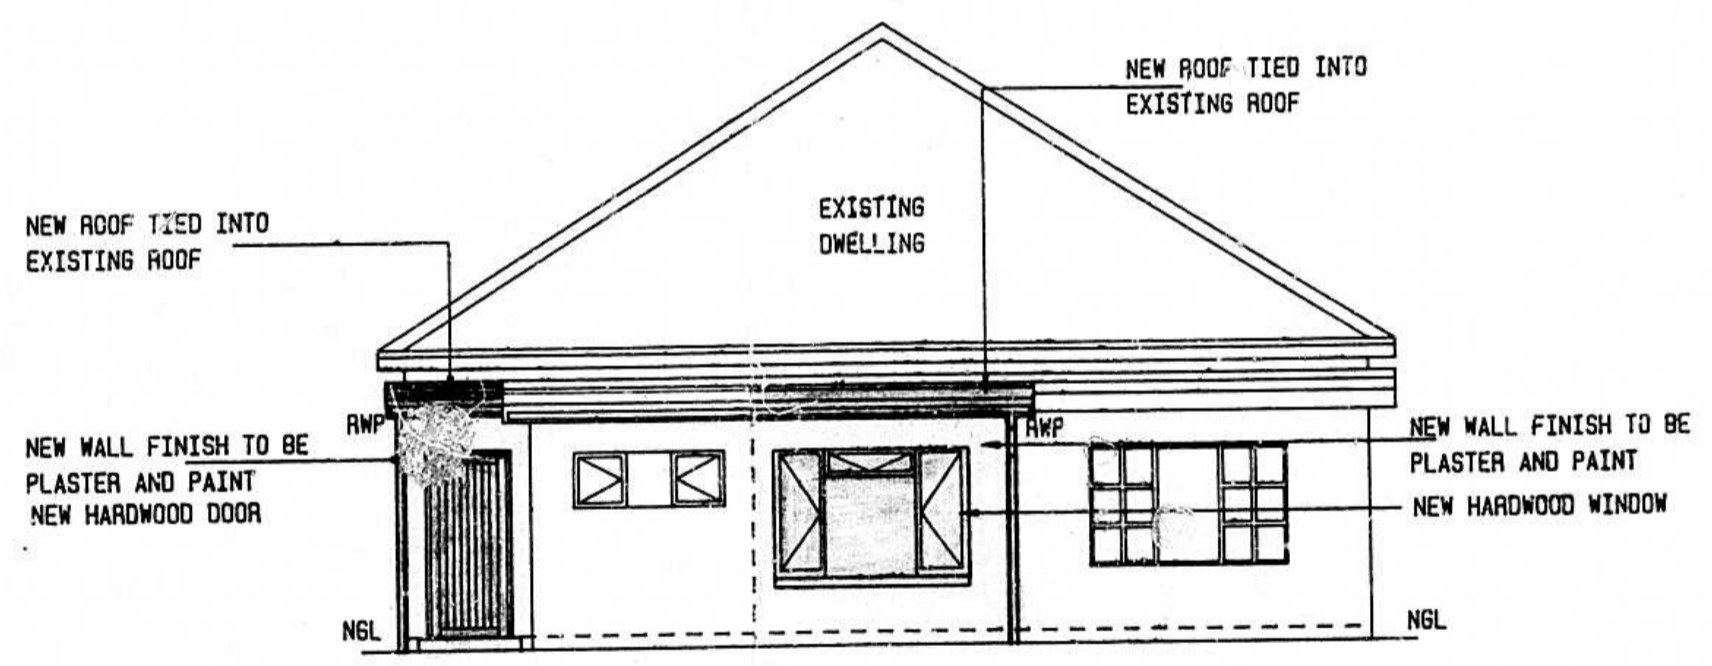 NEW ROOF TIED INTO
EXISTING ROOF
EXISTING
DWELLING
NEW ROOF TIED INTO
EXISTING ROOF
RWP
RWP
NEW WALL FINISH TO BE
PLASTER AND PAINT
NEW HARDWOOD DOOR
NEW WALL FINISH TO BE
PLASTER AND PAINT
NEW HARDWOOD WINDOW
NGL
NGL